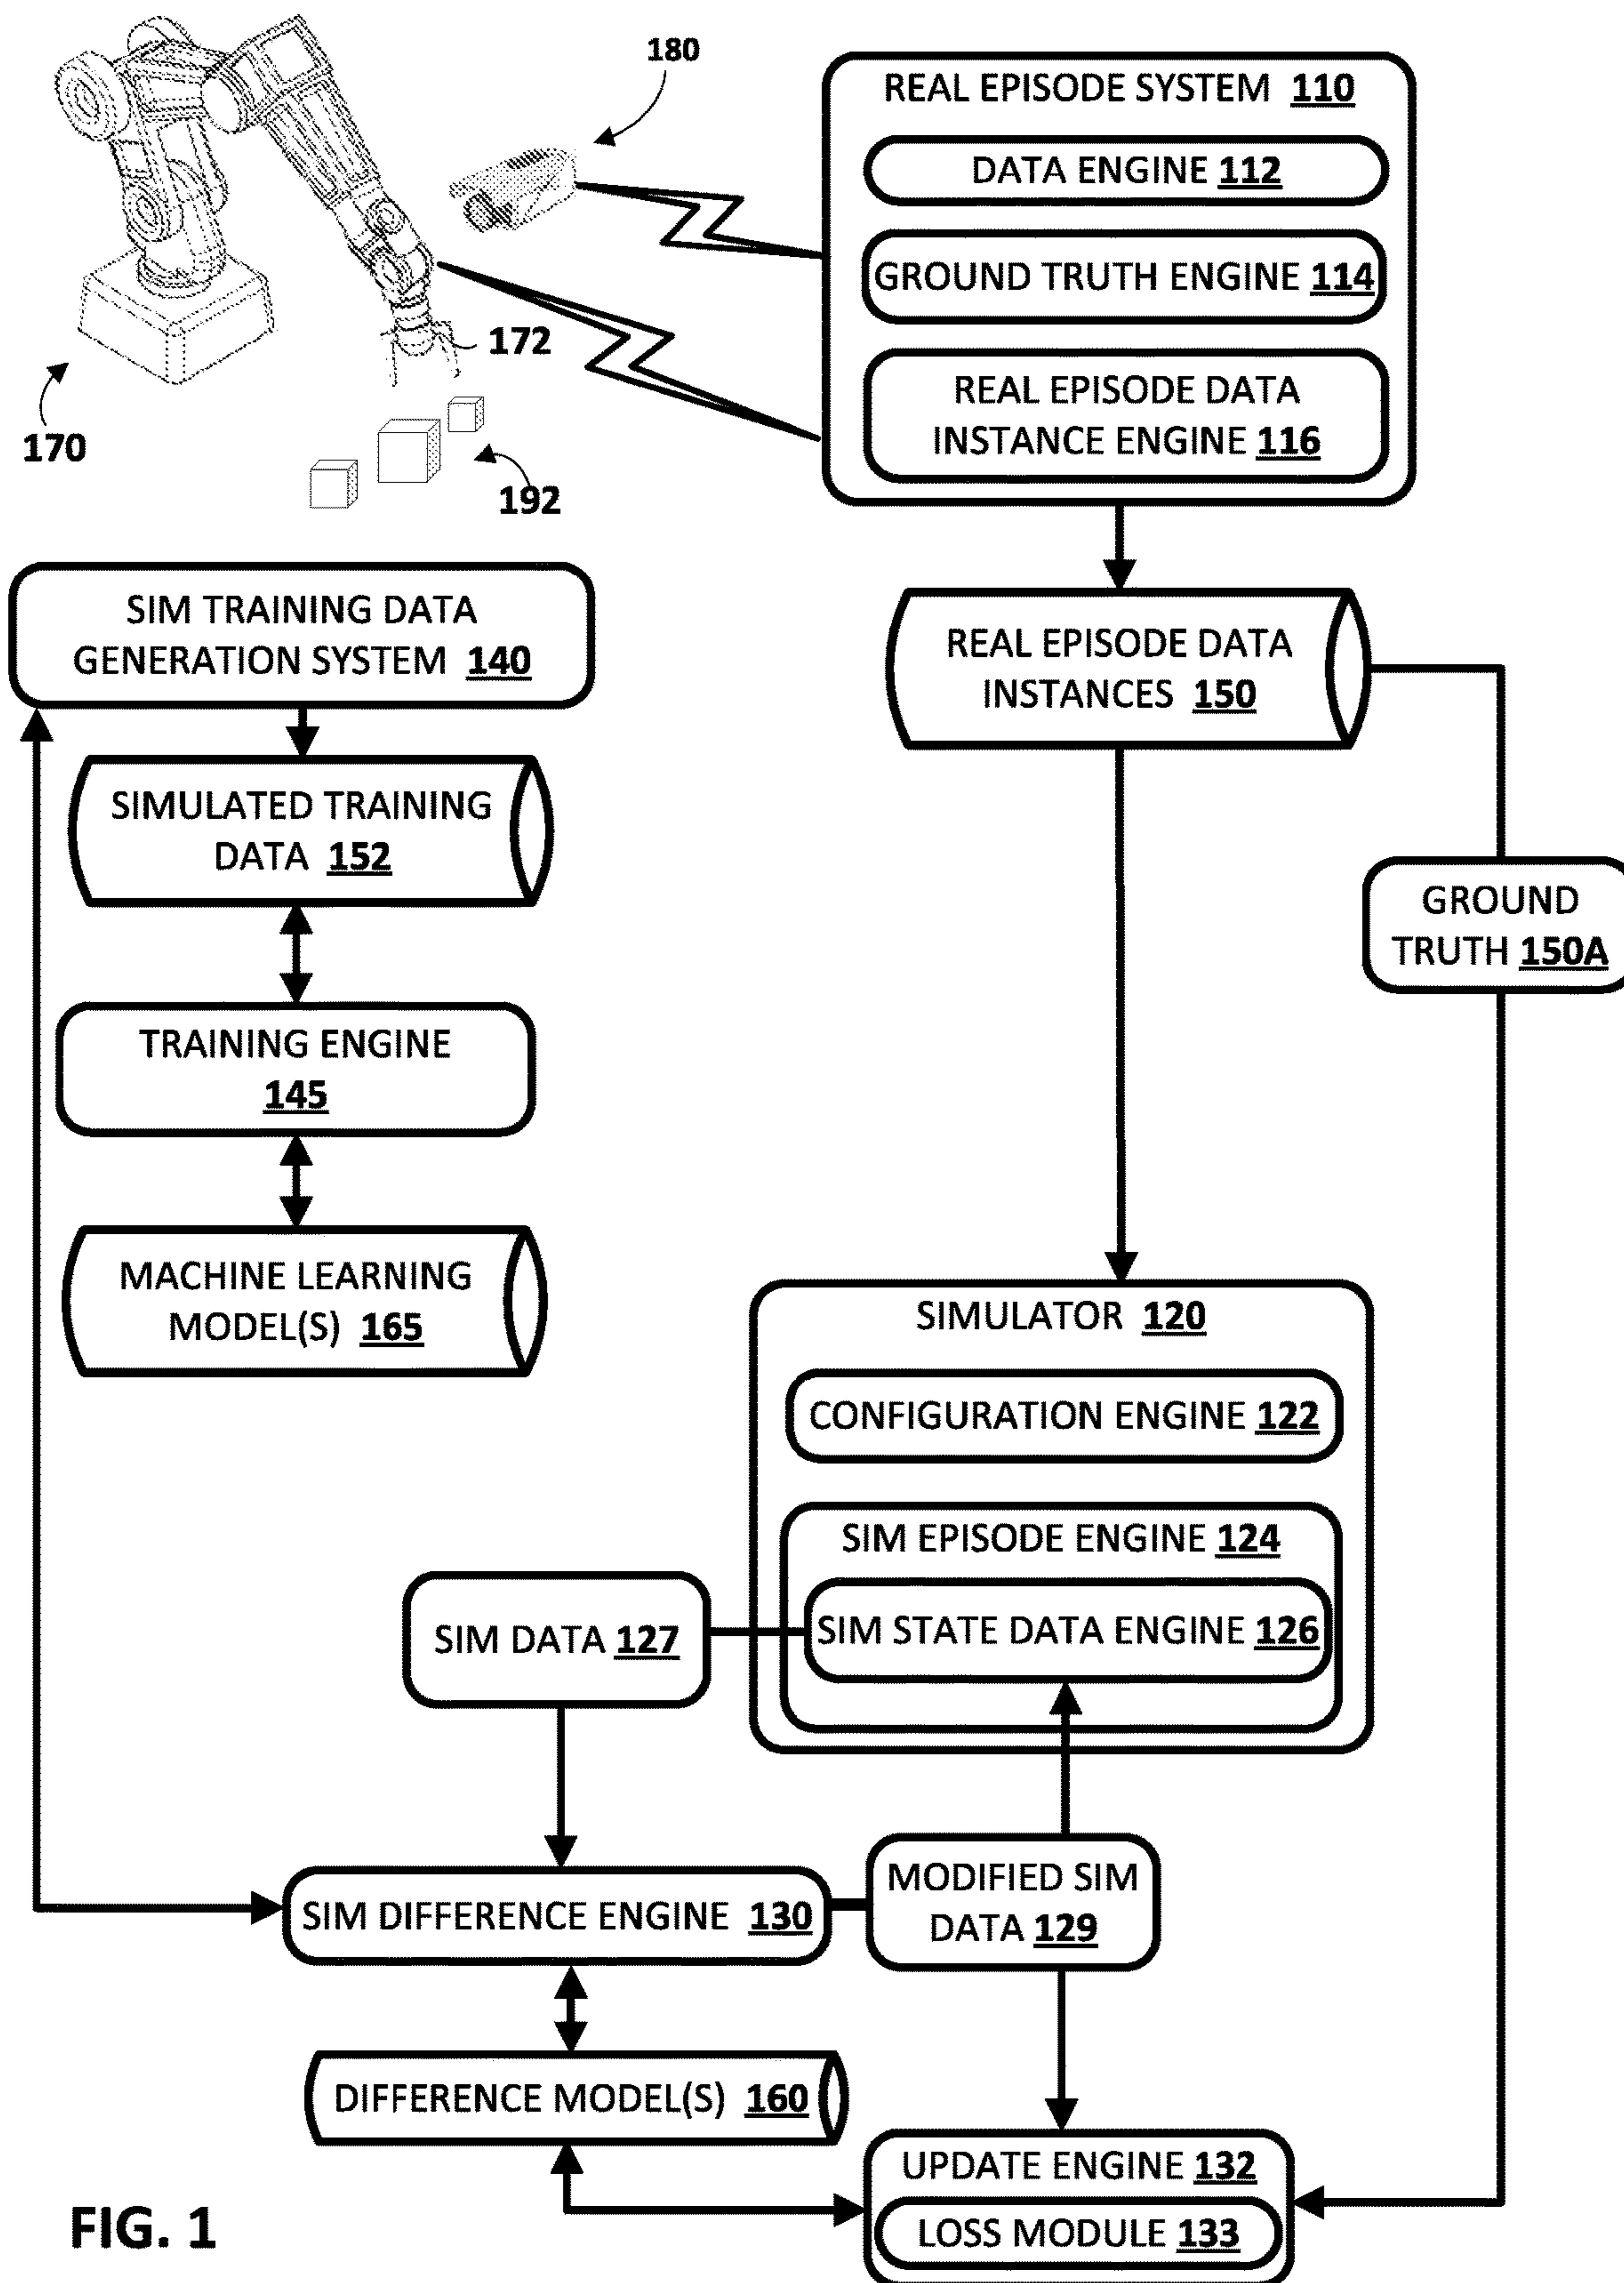 180
REAL EPISODE SYSTEM 110
DATA ENGINE 112
GROUND TRUTH ENGINE 114
172
REAL EPISODE DATA
INSTANCE ENGINE 116
170
192
SIM TRAINING DATA
GENERATION SYSTEM 140
REAL EPISODE DATA
INSTANCES 150
SIMULATED TRAINING
DATA 152
GROUND
TRUTH 150A
TRAINING ENGINE
145
MACHINE LEARNING
MODEL(S) 165
SIMULATOR 120
CONFIGURATION ENGINE 122
SIM EPISODE ENGINE 124
SIM DATA 127
SIM STATE DATA ENGINE 126
SIM DIFFERENCE ENGINE 130
MODIFIED SIM
DATA 129
DIFFERENCE MODEL(S) 160
UPDATE ENGINE 132
LOSS MODULE 133
FIG. 1